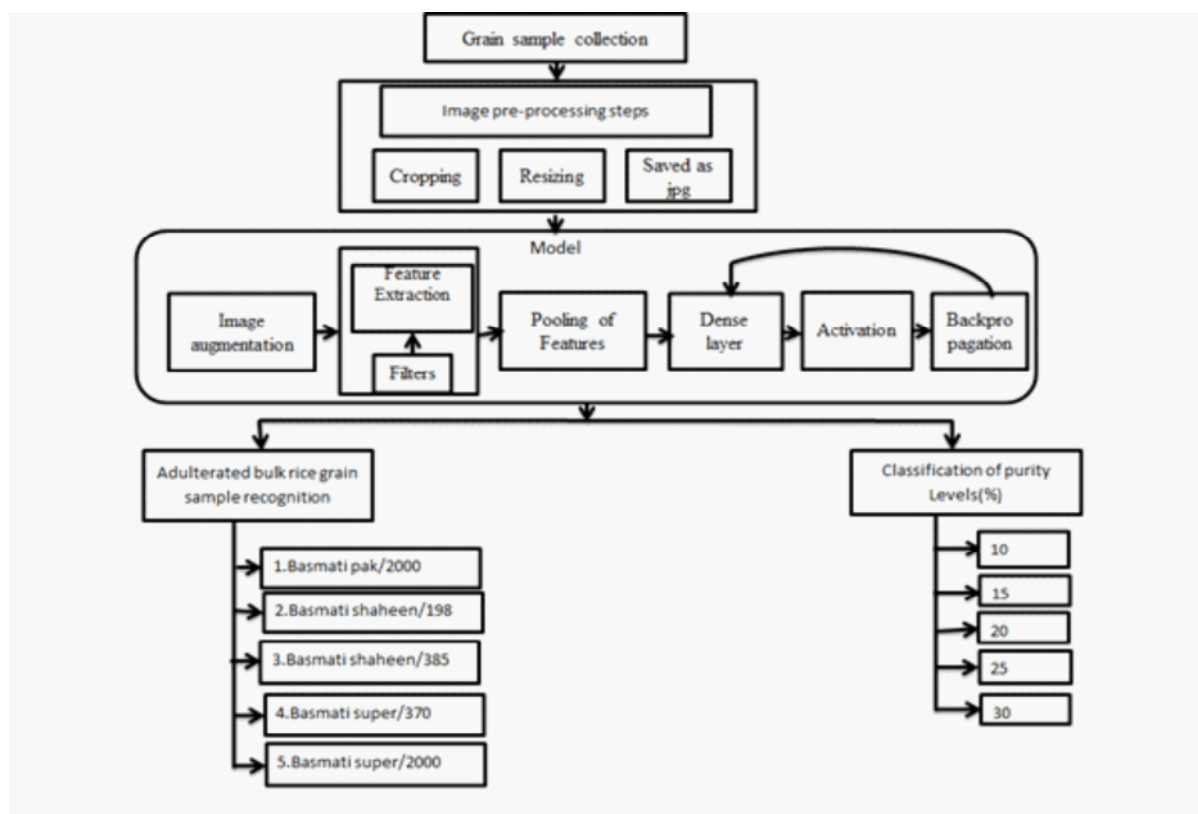 Grain sample collection
Image pre-processing steps
Cropping
Resizing
Saved as
jpg
Model
Image
augmentation
Feature
Extraction
Filters
Pooling of
Features
Dense
layer
Activation
Backpro
pagation
Adulterated bulk rice grain
sample recognition
1.Basmati pak/2000
2.Basmati shaheen/198
3.Basmati shaheen/385
4.Basmati super/370
5.Basmati super/2000
Classification of purity
Levels(%)
10
15
20
25
30